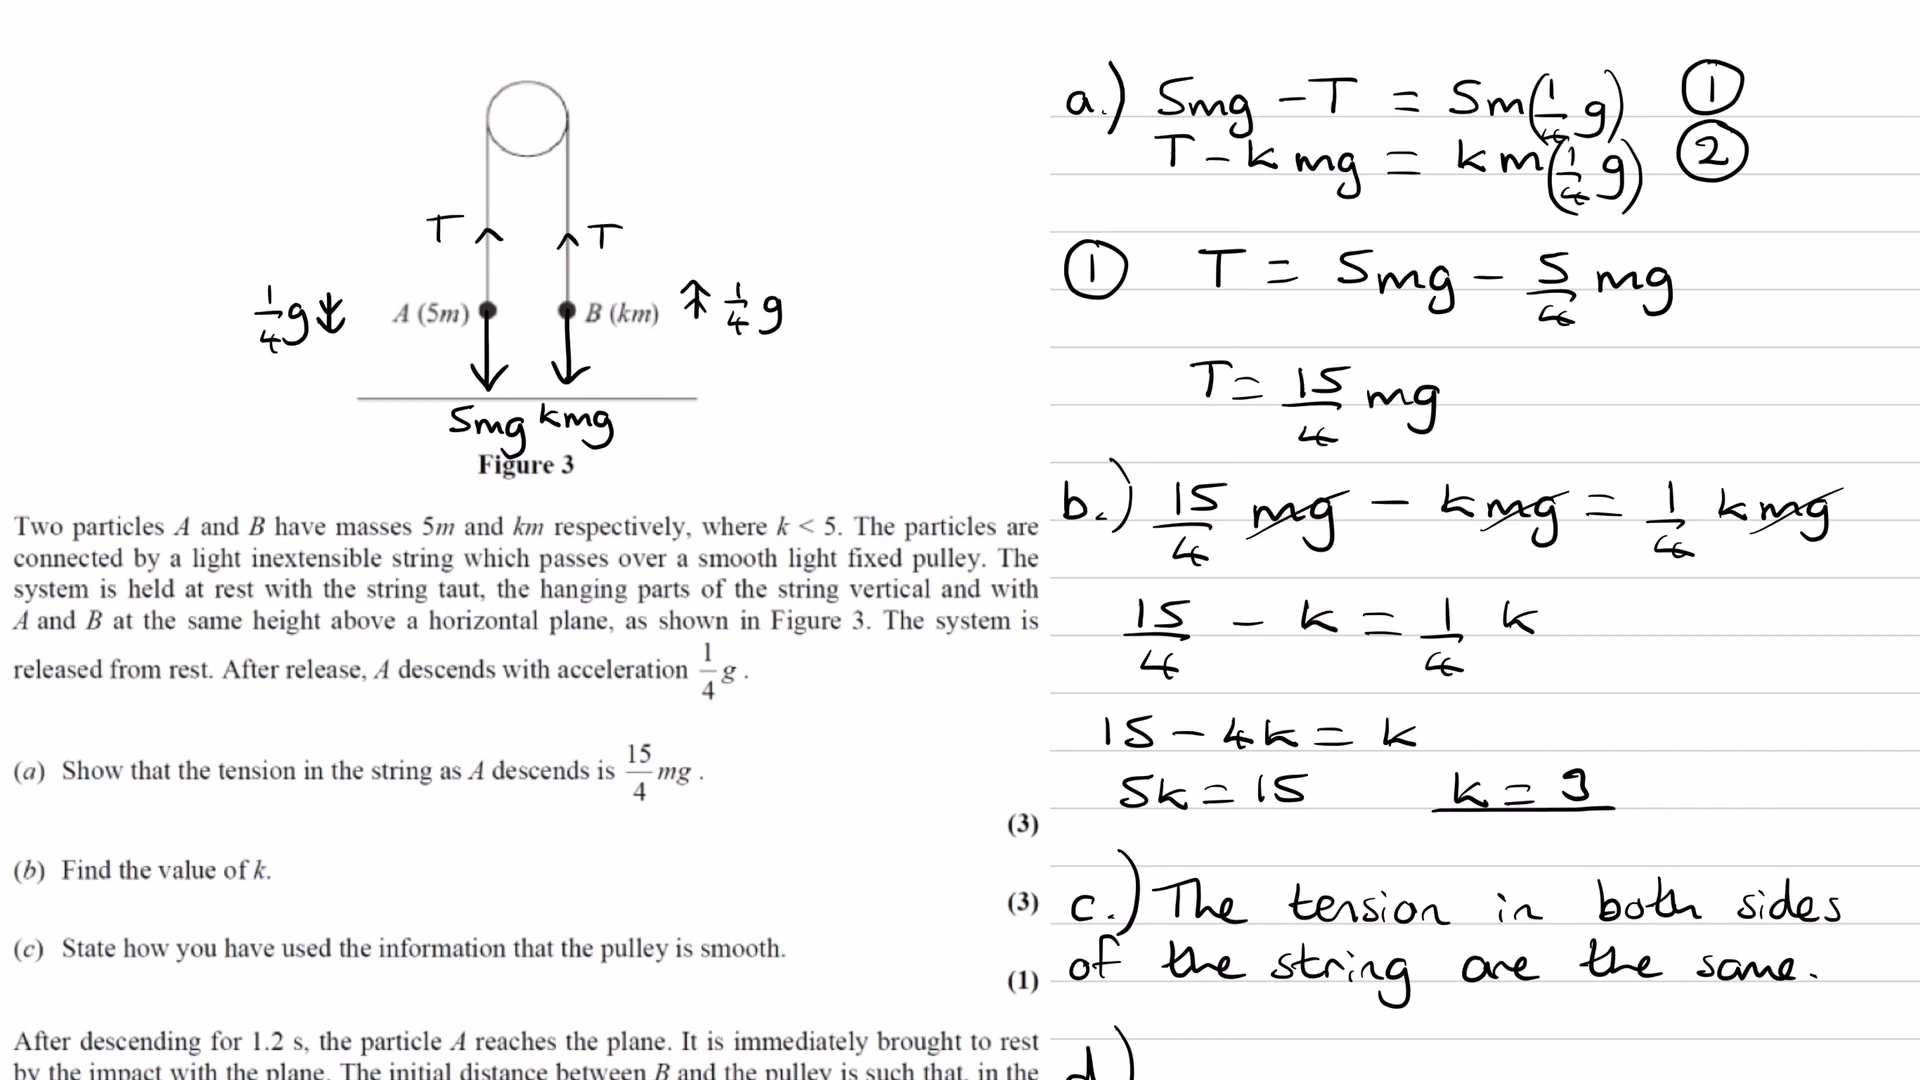 T T
1/4 g A (5m) B (km) 1/4 g
5mg kmg
Figure 3
Two particles A and B have masses 5m and km respectively, where k < 5. The particles are
connected by a light inextensible string which passes over a smooth light fixed pulley. The
system is held at rest with the string taut, the hanging parts of the string vertical and with
A and B at the same height above a horizontal plane, as shown in Figure 3. The system is
released from rest. After release, A descends with acceleration 1/4 g .
(a) Show that the tension in the string as A descends is 15/4 mg .
(3)
(b) Find the value of k.
(3)
(c) State how you have used the information that the pulley is smooth.
(1)
After descending for 1.2 s, the particle A reaches the plane. It is immediately brought to rest
by the impact with the plane. The initial distance between B and the pulley is such that, in the
a.) 5mg - T = 5m(1/4 g) ①
T - kmg = km(1/4 g) ②
① T = 5mg - 5/4 mg
T = 15/4 mg
b.) 15/4 mg - kmg = 1/4 kmg
15/4 - k = 1/4 k
15 - 4k = k
5k = 15 k = 3
c.) The tension in both sides
of the string are the same.
d)